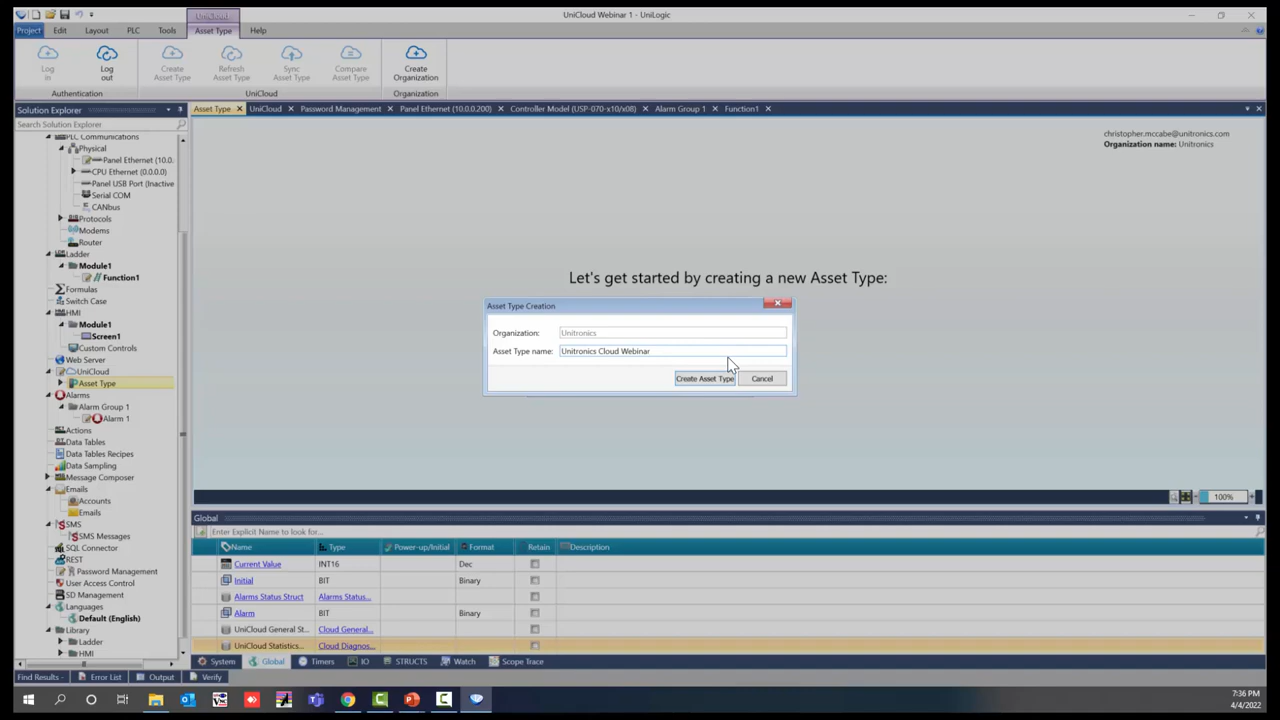 UniCloud Webinar 1 - UniLogic
UniCloud
Project Edit Layout PLC Tools Asset Type Help
Log in
Log out
Create Asset Type
Refresh Asset Type
Sync Asset Type
Compare Asset Type
Create Organization
Authentication UniCloud Organization
Solution Explorer
Asset Type UniCloud Password Management Panel Ethernet (10.0.0.200) Controller Model (USP-070-x10/x08) Alarm Group 1 Function1
Search Solution Explorer
PLC Communications
Physical
Panel Ethernet (10.0.
CPU Ethernet (0.0.0.0)
Panel USB Port (Inactive
Serial COM
CANbus
Protocols
Modems
Router
Ladder
Module1
Function1
Formulas
Switch Case
HMI
Module1
Screen1
Custom Controls
Web Server
UniCloud
Asset Type
Alarms
Alarm Group 1
Alarm 1
Actions
Data Tables
Data Tables Recipes
Data Sampling
Message Composer
Emails
Accounts
Emails
SMS
SMS Messages
SQL Connector
REST
Password Management
User Access Control
SD Management
Languages
Default (English)
Library
Ladder
HMI
christopher.mccabe@unitronics.com
Organization name: Unitronics
Let's get started by creating a new Asset Type:
Asset Type Creation
Organization: Unitronics
Asset Type name: Unitronics Cloud Webinar
Create Asset Type Cancel
100%
Global
Enter Explicit Name to look for...
Name Type Power-up/Initial Format Retain Description
Current Value INT16 Dec
Initial BIT Binary
Alarms Status Struct Alarms Status...
Alarm BIT Binary
UniCloud General St... Cloud General...
UniCloud Statistics... Cloud Diagnos...
System Global Timers IO STRUCTS Watch Scope Trace
Find Results - Error List Output Verify
7:36 PM
4/4/2022